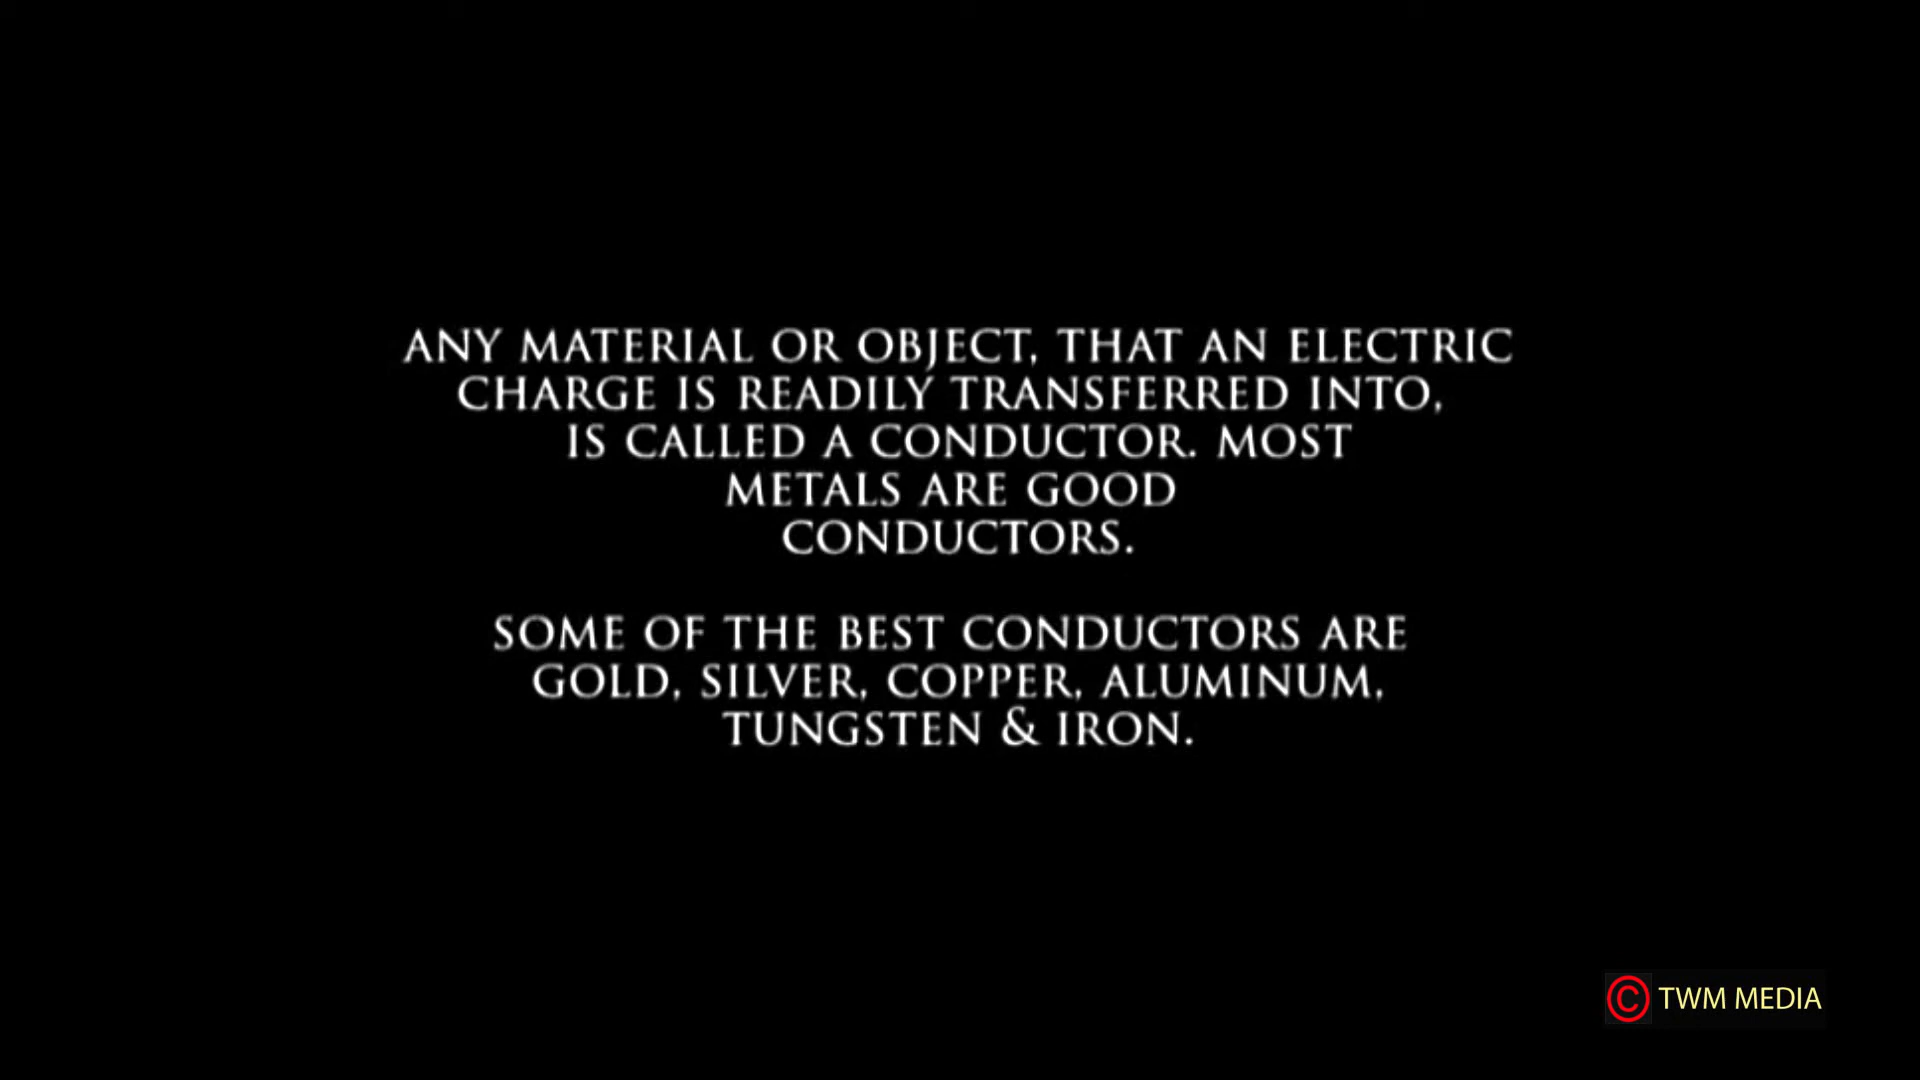 ANY MATERIAL OR OBJECT, THAT AN ELECTRIC
CHARGE IS READILY TRANSFERRED INTO,
IS CALLED A CONDUCTOR. MOST
METALS ARE GOOD
CONDUCTORS.
SOME OF THE BEST CONDUCTORS ARE
GOLD, SILVER, COPPER, ALUMINUM,
TUNGSTEN & IRON.
© TWM MEDIA